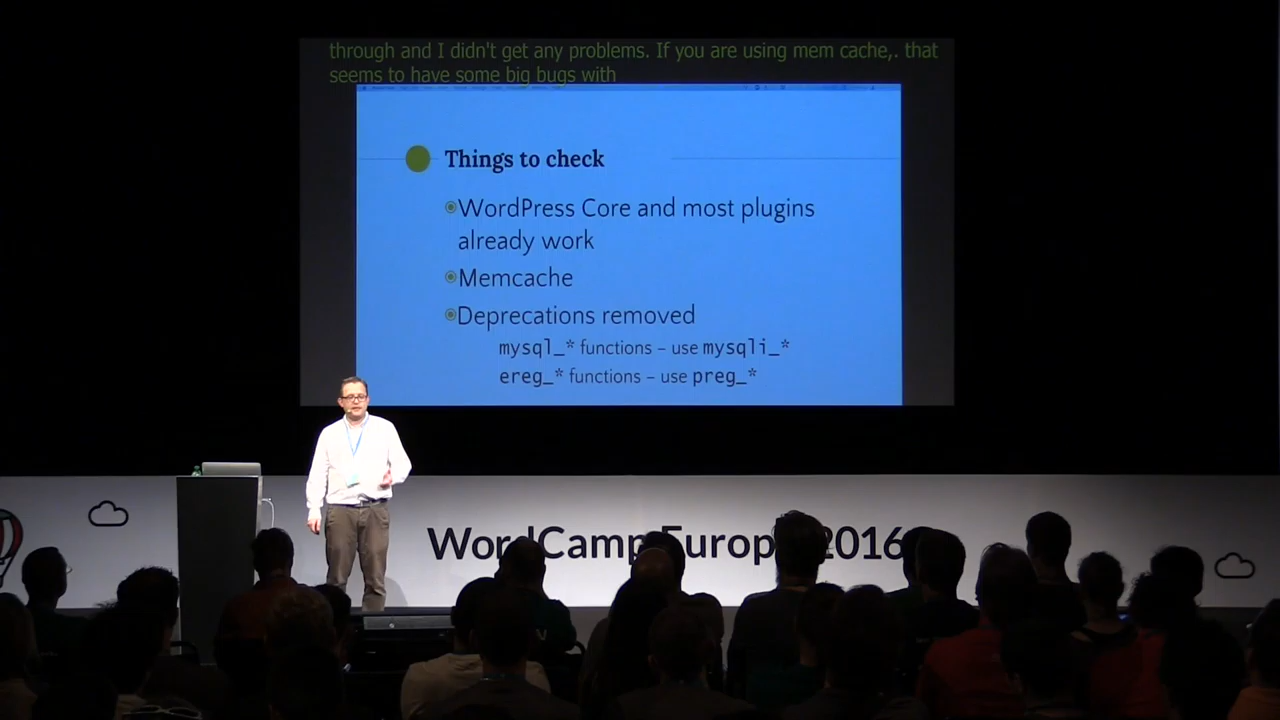 through and I didn't get any problems. If you are using mem cache,. that
seems to have some big bugs with
Things to check
WordPress Core and most plugins
already work
Memcache
Deprecations removed
mysql_* functions – use mysqli_*
ereg_* functions – use preg_*
WordCamp Europe 2016